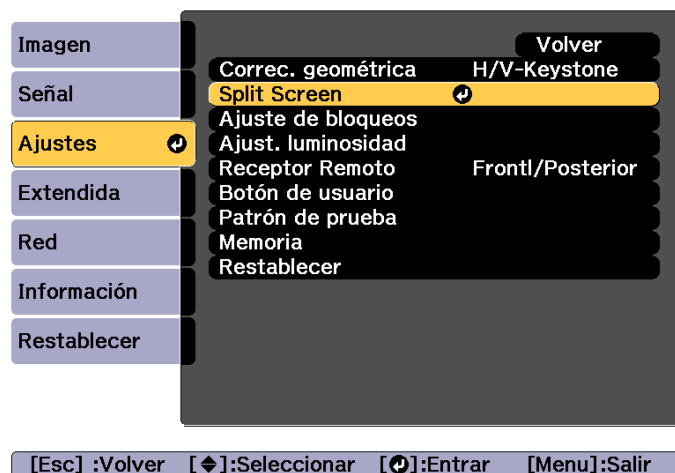 Imagen
Señal
Ajustes
Extendida
Red
Información
Restablecer
Volver
Correc. geométrica H/V-Keystone
Split Screen
Ajuste de bloqueos
Ajust. luminosidad
Receptor Remoto Frontl/Posterior
Botón de usuario
Patrón de prueba
Memoria
Restablecer
[Esc] :Volver [◆]:Seleccionar [⏎]:Entrar [Menu]:Salir